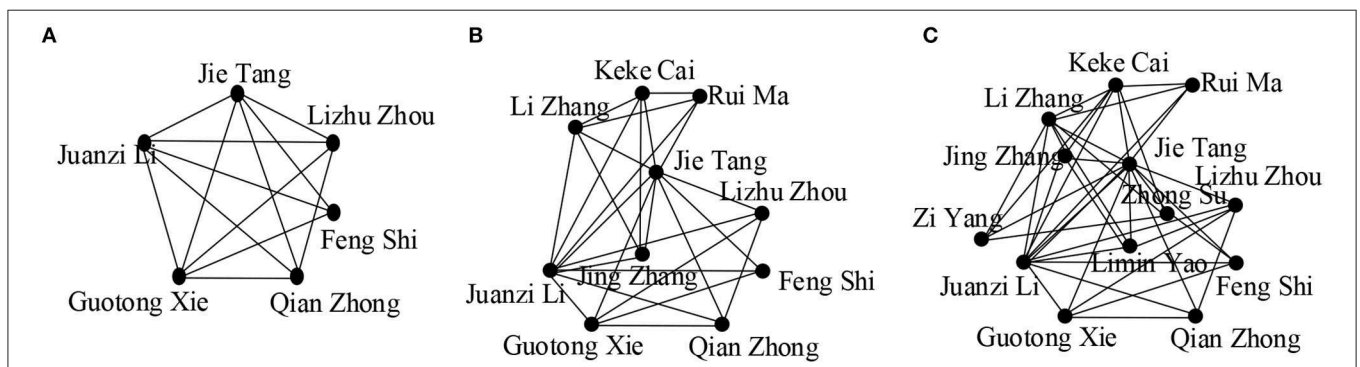 A
Jie Tang
Lizhu Zhou
Juanzi Li
Feng Shi
Guotong Xie
Qian Zhong
B
Keke Cai
Rui Ma
Li Zhang
Jie Tang
Lizhu Zhou
Jing Zhang
Feng Shi
Juanzi Li
Guotong Xie
Qian Zhong
C
Keke Cai
Rui Ma
Li Zhang
Jing Zhang
Jie Tang
Lizhu Zhou
Zhong Su
Zi Yang
Limin Yao
Juanzi Li
Feng Shi
Guotong Xie
Qian Zhong